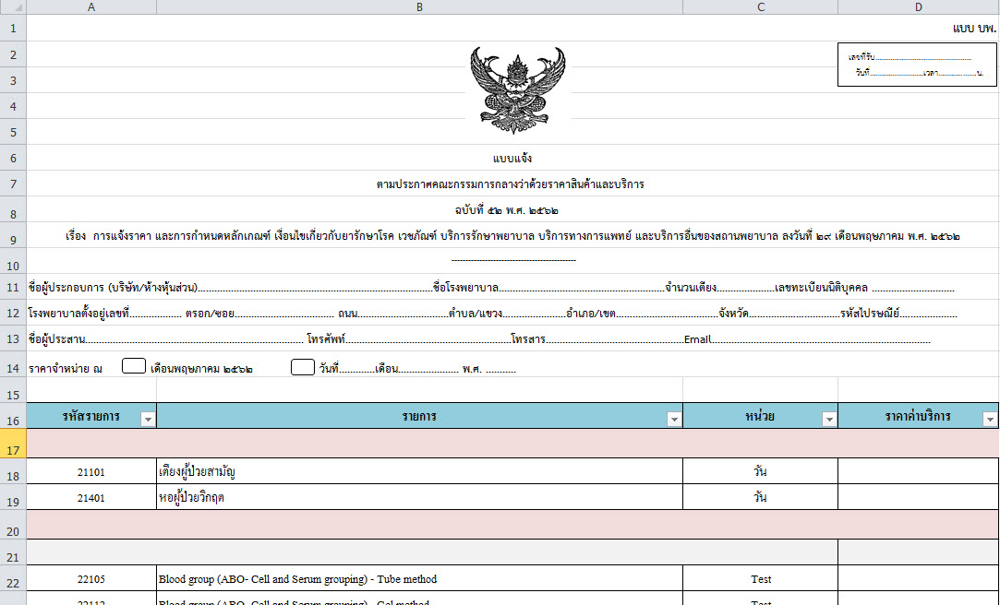 A B C D
1 แบบ บพ.
2 เลขที่รับ........................................
3 วันที่........................เวลา...................น.
4
5
6 แบบแจ้ง
7 ตามประกาศคณะกรรมการกลางว่าด้วยราคาสินค้าและบริการ
8 ฉบับที่ ๕๒ พ.ศ. ๒๕๖๒
9 เรื่อง การแจ้งราคา และการกำหนดหลักเกณฑ์ เงื่อนไขเกี่ยวกับยารักษาโรค เวชภัณฑ์ บริการรักษาพยาบาล บริการทางการแพทย์ และบริการอื่นของสถานพยาบาล ลงวันที่ ๒๙ เดือนพฤษภาคม พ.ศ. ๒๕๖๒
10 ---------------------------------------------
11 ชื่อผู้ประกอบการ (บริษัท/ห้างหุ้นส่วน)........................................ชื่อโรงพยาบาล........................................จำนวนเตียง....................เลขทะเบียนนิติบุคคล ..............................
12 โรงพยาบาลตั้งอยู่เลขที่................... ตรอก/ซอย.............................. ถนน..............................ตำบล/แขวง....................อำเภอ/เขต..............................จังหวัด..............................รหัสไปรษณีย์....................
13 ชื่อผู้ประสาน........................................ โทรศัพท์........................................โทรสาร........................................Email........................................
14 ราคาจำหน่าย ณ เดือนพฤษภาคม ๒๕๖๒ วันที่.............เดือน...................... พ.ศ. ...........
15
16 รหัสรายการ รายการ หน่วย ราคาค่าบริการ
17
18 21101 เตียงผู้ป่วยสามัญ วัน
19 21401 หอผู้ป่วยวิกฤต วัน
20
21
22 22105 Blood group (ABO- Cell and Serum grouping) - Tube method Test
22112 Blood group (ABO- Cell and Serum grouping) - Gel method Test